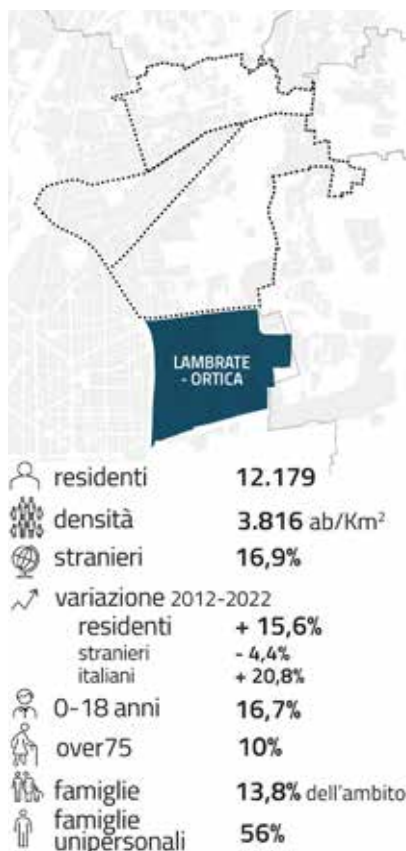 LAMBRATE
- ORTICA
residenti 12.179
densità 3.816 ab/Km²
stranieri 16,9%
variazione 2012-2022
residenti + 15,6%
stranieri - 4,4%
italiani + 20,8%
0-18 anni 16,7%
over75 10%
famiglie 13,8% dell'ambito
famiglie
unipersonali 56%